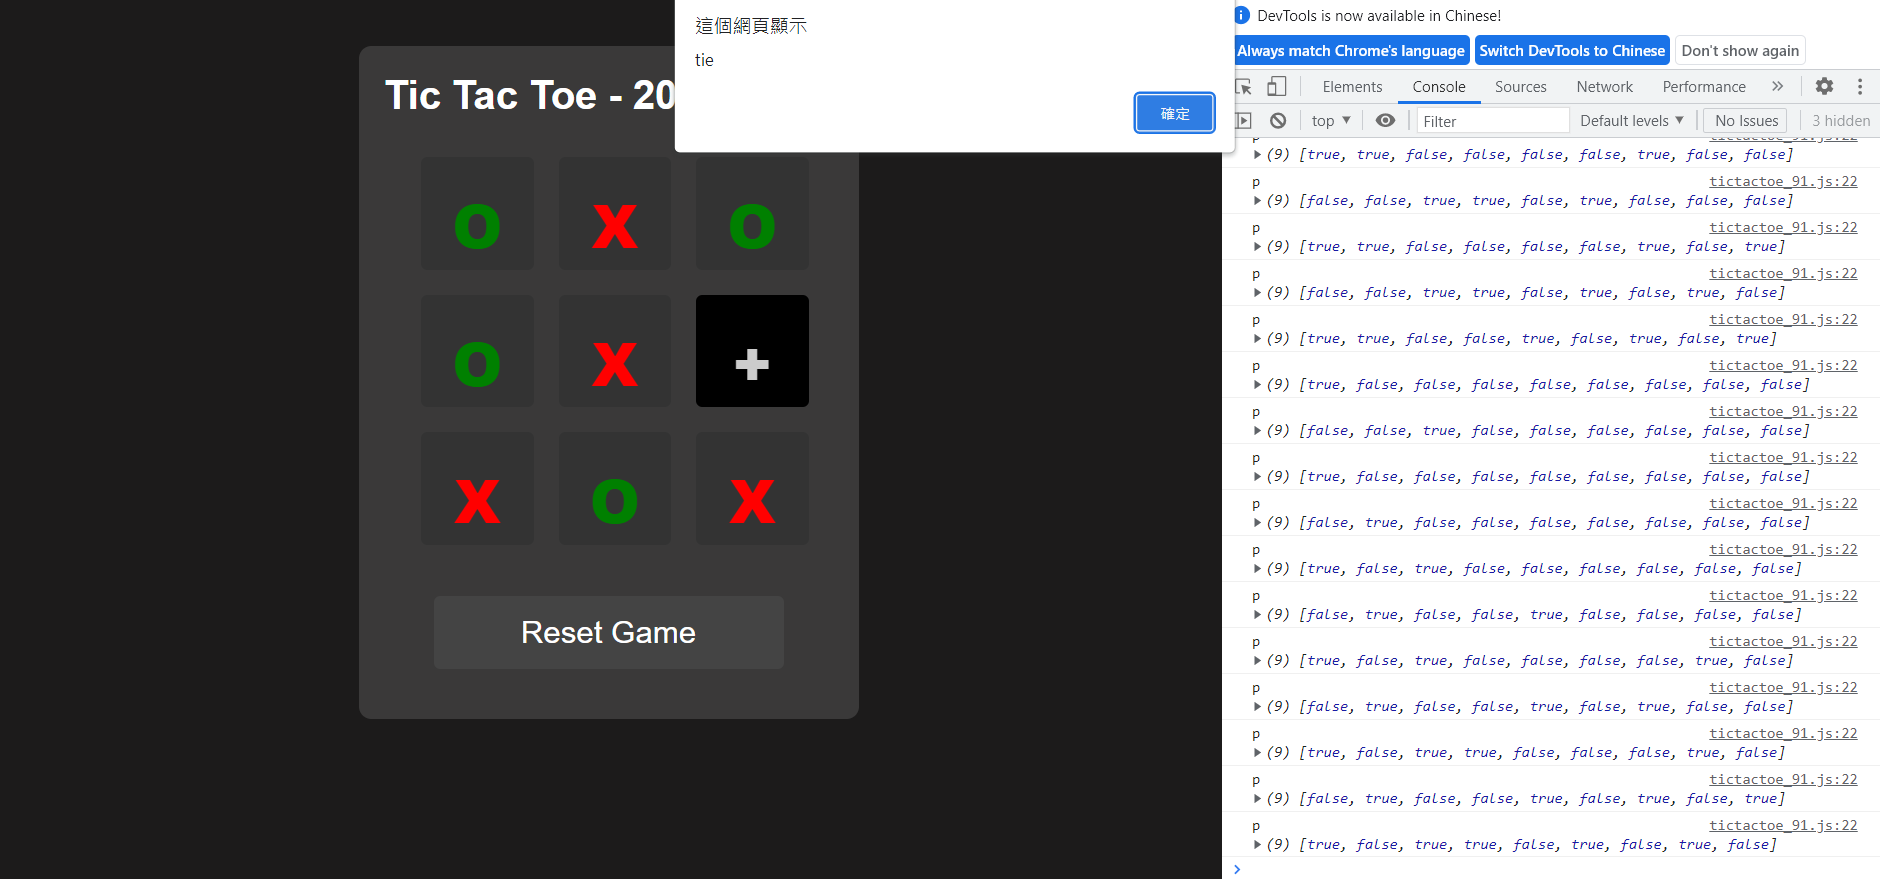 這個網頁顯示
tie
確定
Tic Tac Toe - 20
o x o
o x +
x o x
Reset Game
DevTools is now available in Chinese!
Always match Chrome's language Switch DevTools to Chinese Don't show again
Elements Console Sources Network Performance »
top ▼ Filter Default levels ▼ No Issues 3 hidden
p tictactoe_91.js:22
▶(9) [true, true, false, false, false, true, false, false]
p tictactoe_91.js:22
▶(9) [false, false, true, true, false, true, false, false, false]
p tictactoe_91.js:22
▶(9) [true, true, false, false, false, false, true, false, true]
p tictactoe_91.js:22
▶(9) [false, false, true, true, false, true, false, true, false]
p tictactoe_91.js:22
▶(9) [true, true, false, false, true, false, true, false, true]
p tictactoe_91.js:22
▶(9) [true, false, false, false, false, false, false, false, false]
p tictactoe_91.js:22
▶(9) [false, false, true, false, false, false, false, false, false]
p tictactoe_91.js:22
▶(9) [true, false, false, false, false, false, false, false, false]
p tictactoe_91.js:22
▶(9) [false, true, false, false, false, false, false, false, false]
p tictactoe_91.js:22
▶(9) [true, false, true, false, false, false, false, false, false]
p tictactoe_91.js:22
▶(9) [false, true, false, false, true, false, false, false, false]
p tictactoe_91.js:22
▶(9) [true, false, true, false, false, false, false, true, false]
p tictactoe_91.js:22
▶(9) [false, true, false, false, true, false, true, false, false]
p tictactoe_91.js:22
▶(9) [true, false, true, true, false, false, false, true, false]
p tictactoe_91.js:22
▶(9) [false, true, false, false, true, false, true, false, true]
p tictactoe_91.js:22
▶(9) [true, false, true, true, false, true, false, true, false]